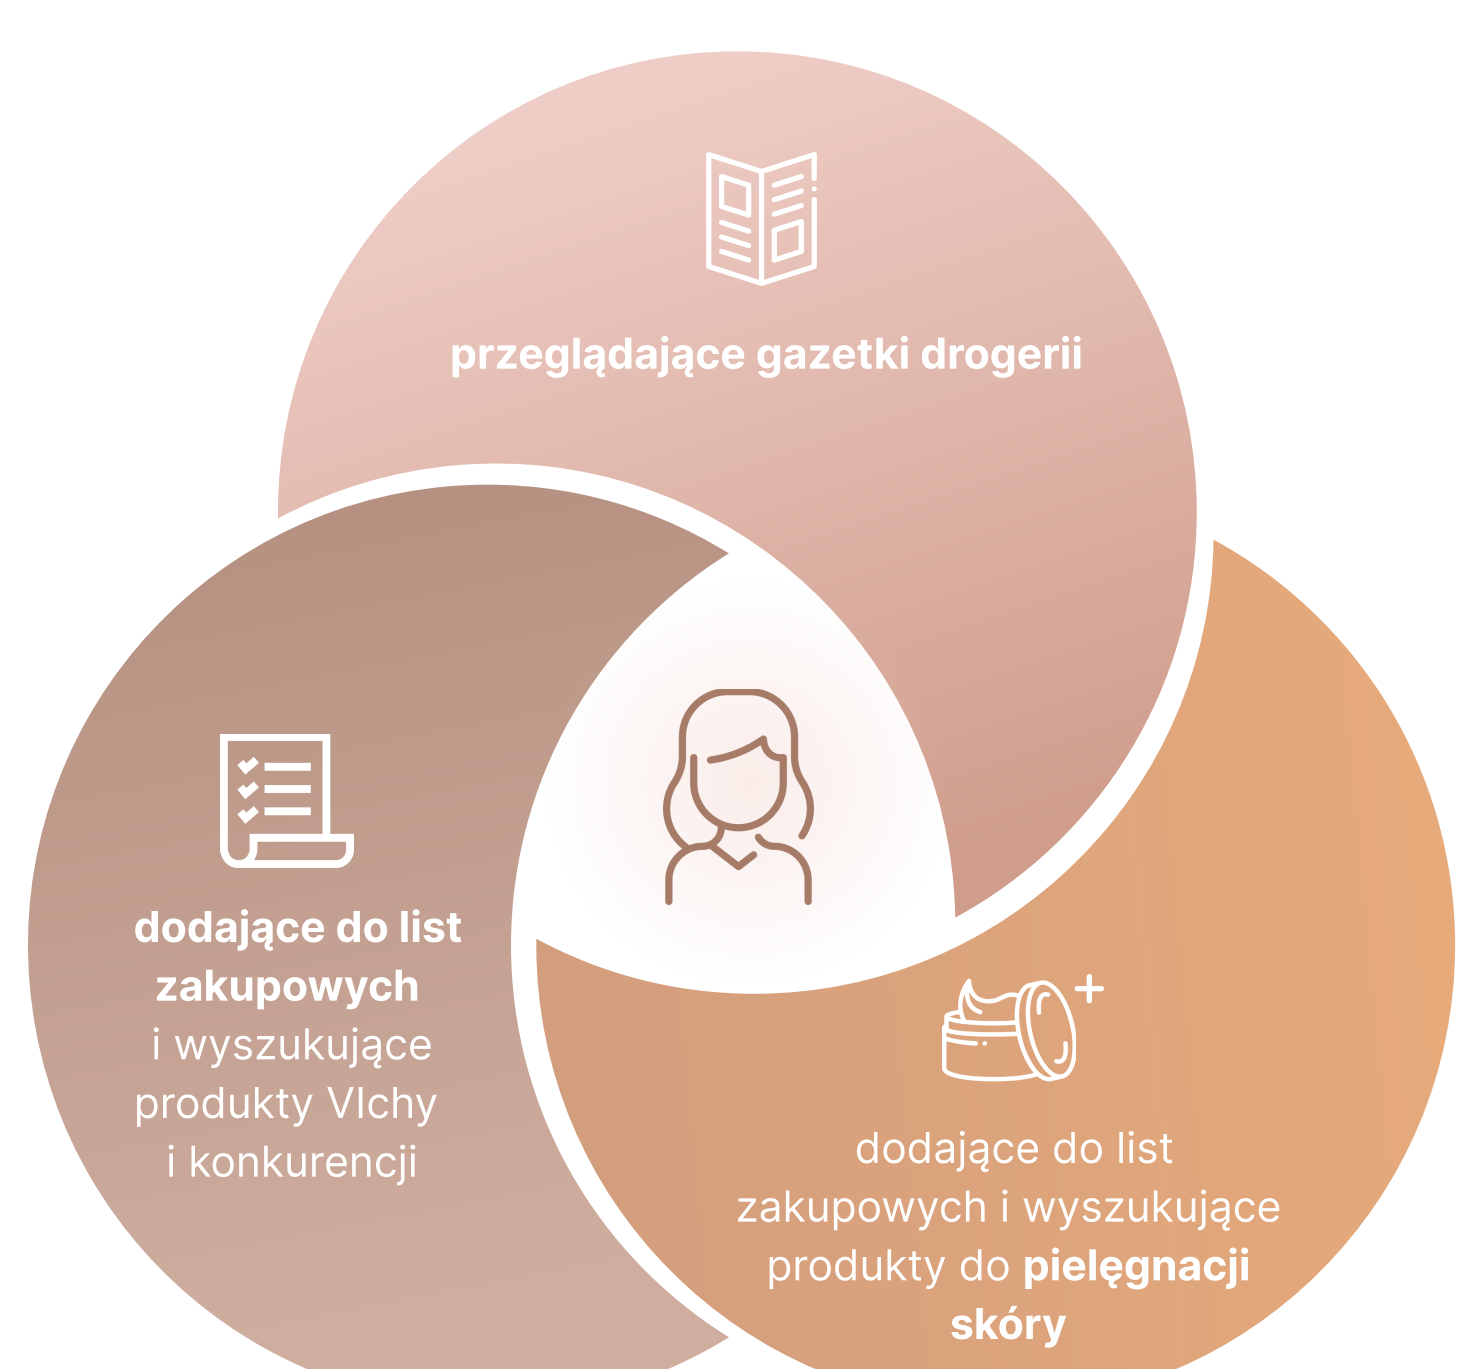 przeglądające gazetki drogerii
dodające do list
zakupowych
i wyszukujące
produkty VIchy
i konkurencji
dodające do list
zakupowych i wyszukujące
produkty do pielęgnacji
skóry